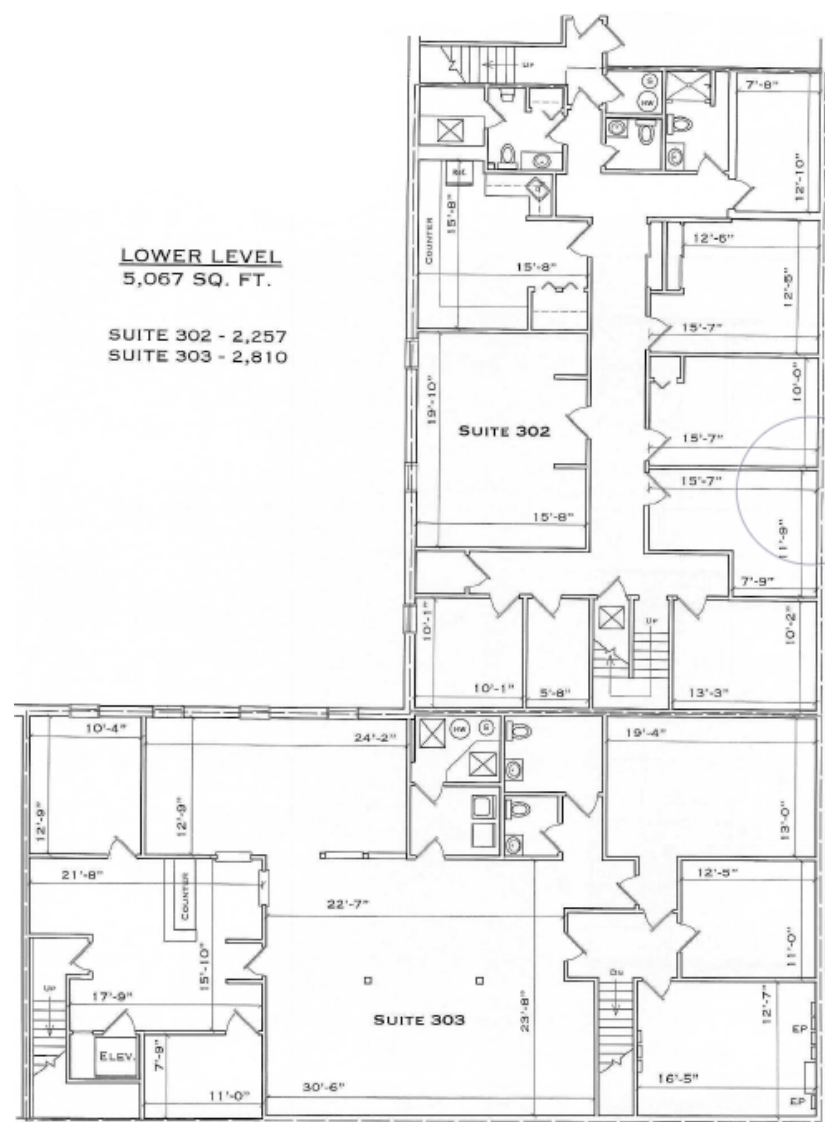 UP
S
HW
7'-8"
12'-10"
REF.
COUNTER
15'-8"
15'-8"
12'-6"
12'-5"
15'-7"
LOWER LEVEL
5,067 SQ. FT.
SUITE 302 - 2,257
SUITE 303 - 2,810
19'-10"
SUITE 302
15'-8"
10'-0"
15'-7"
15'-7"
11'-9"
7'-9"
10'-1"
10'-1"
5'-8"
UP
10'-2"
13'-3"
10'-4"
12'-9"
24'-2"
12'-9"
HW
S
19'-4"
13'-0"
21'-8"
COUNTER
22'-7"
12'-5"
11'-0"
15'-10"
UP
17'-9"
ELEV.
7'-9"
11'-0"
SUITE 303
23'-8"
30'-6"
DN
12'-7"
16'-5"
EP
EP